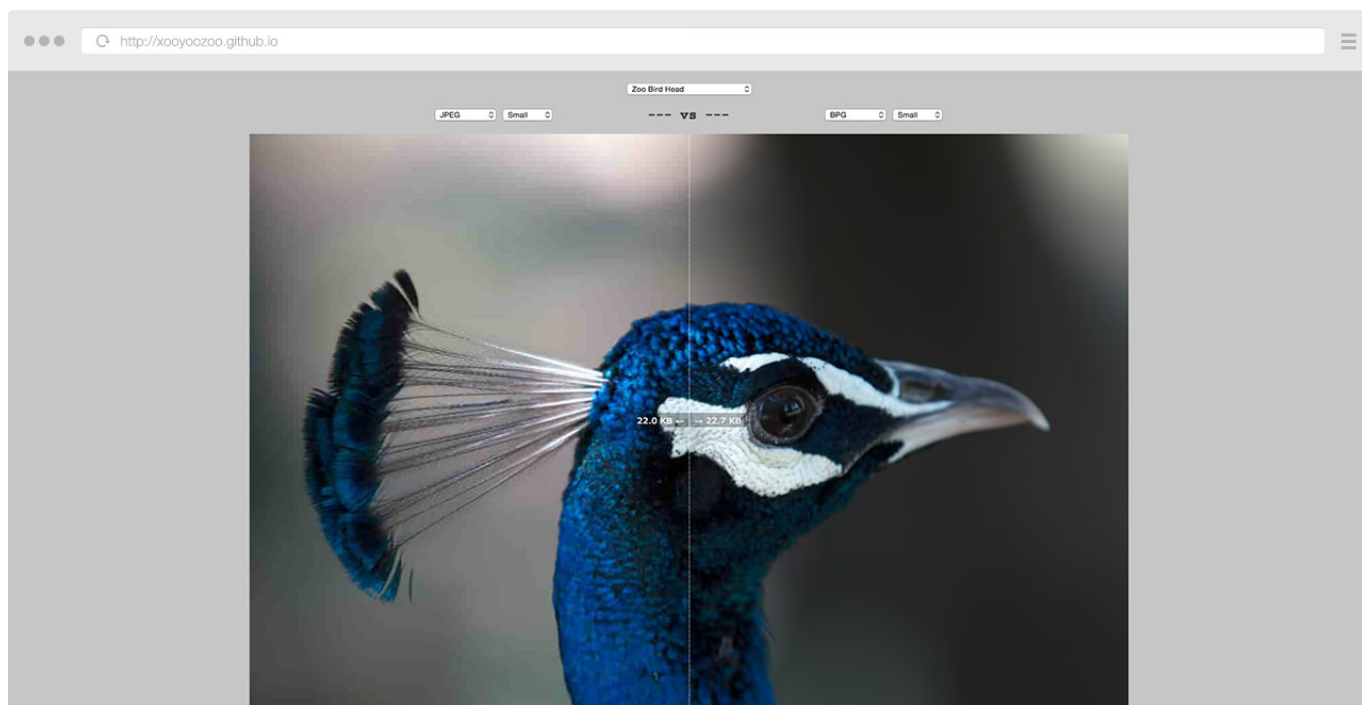 http://xooyoozoo.github.io
Zoo Bird Head
JPEG Small --- vs --- BPG Small
22.0 KB ← → 22.7 KB